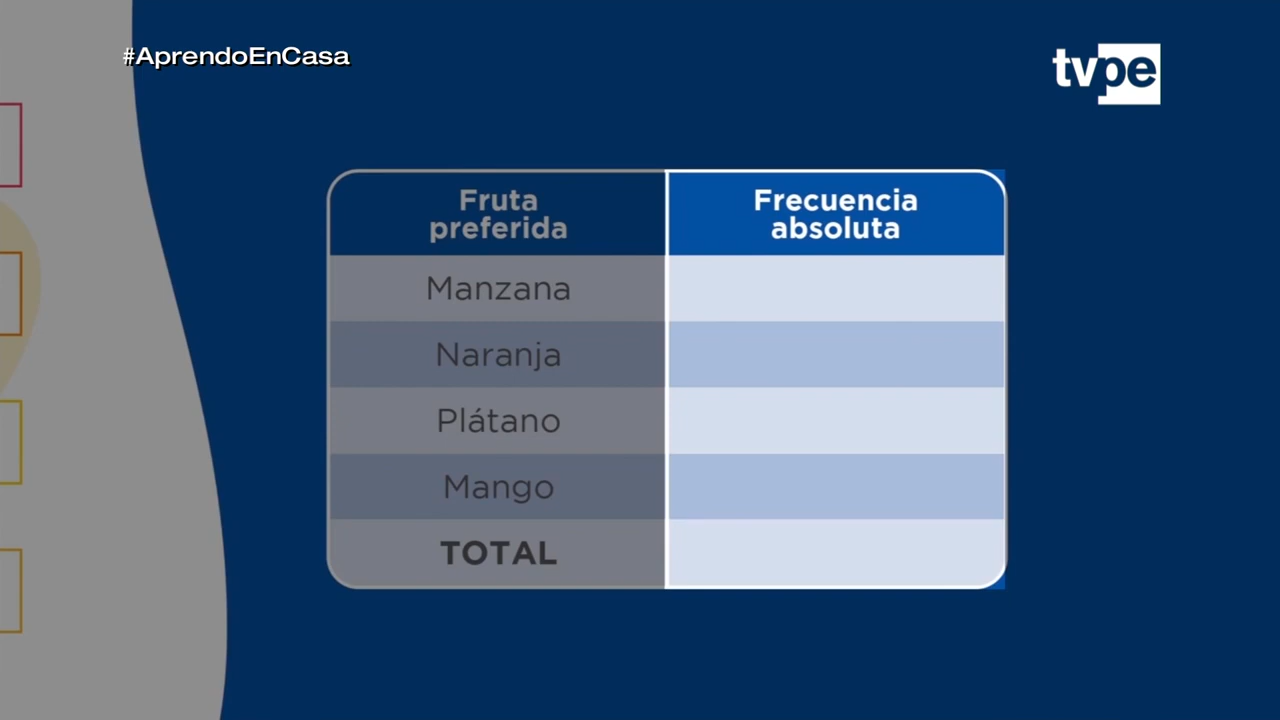 #AprendoEnCasa
tvpe
Fruta
preferida
Frecuencia
absoluta
Manzana
Naranja
Plátano
Mango
TOTAL